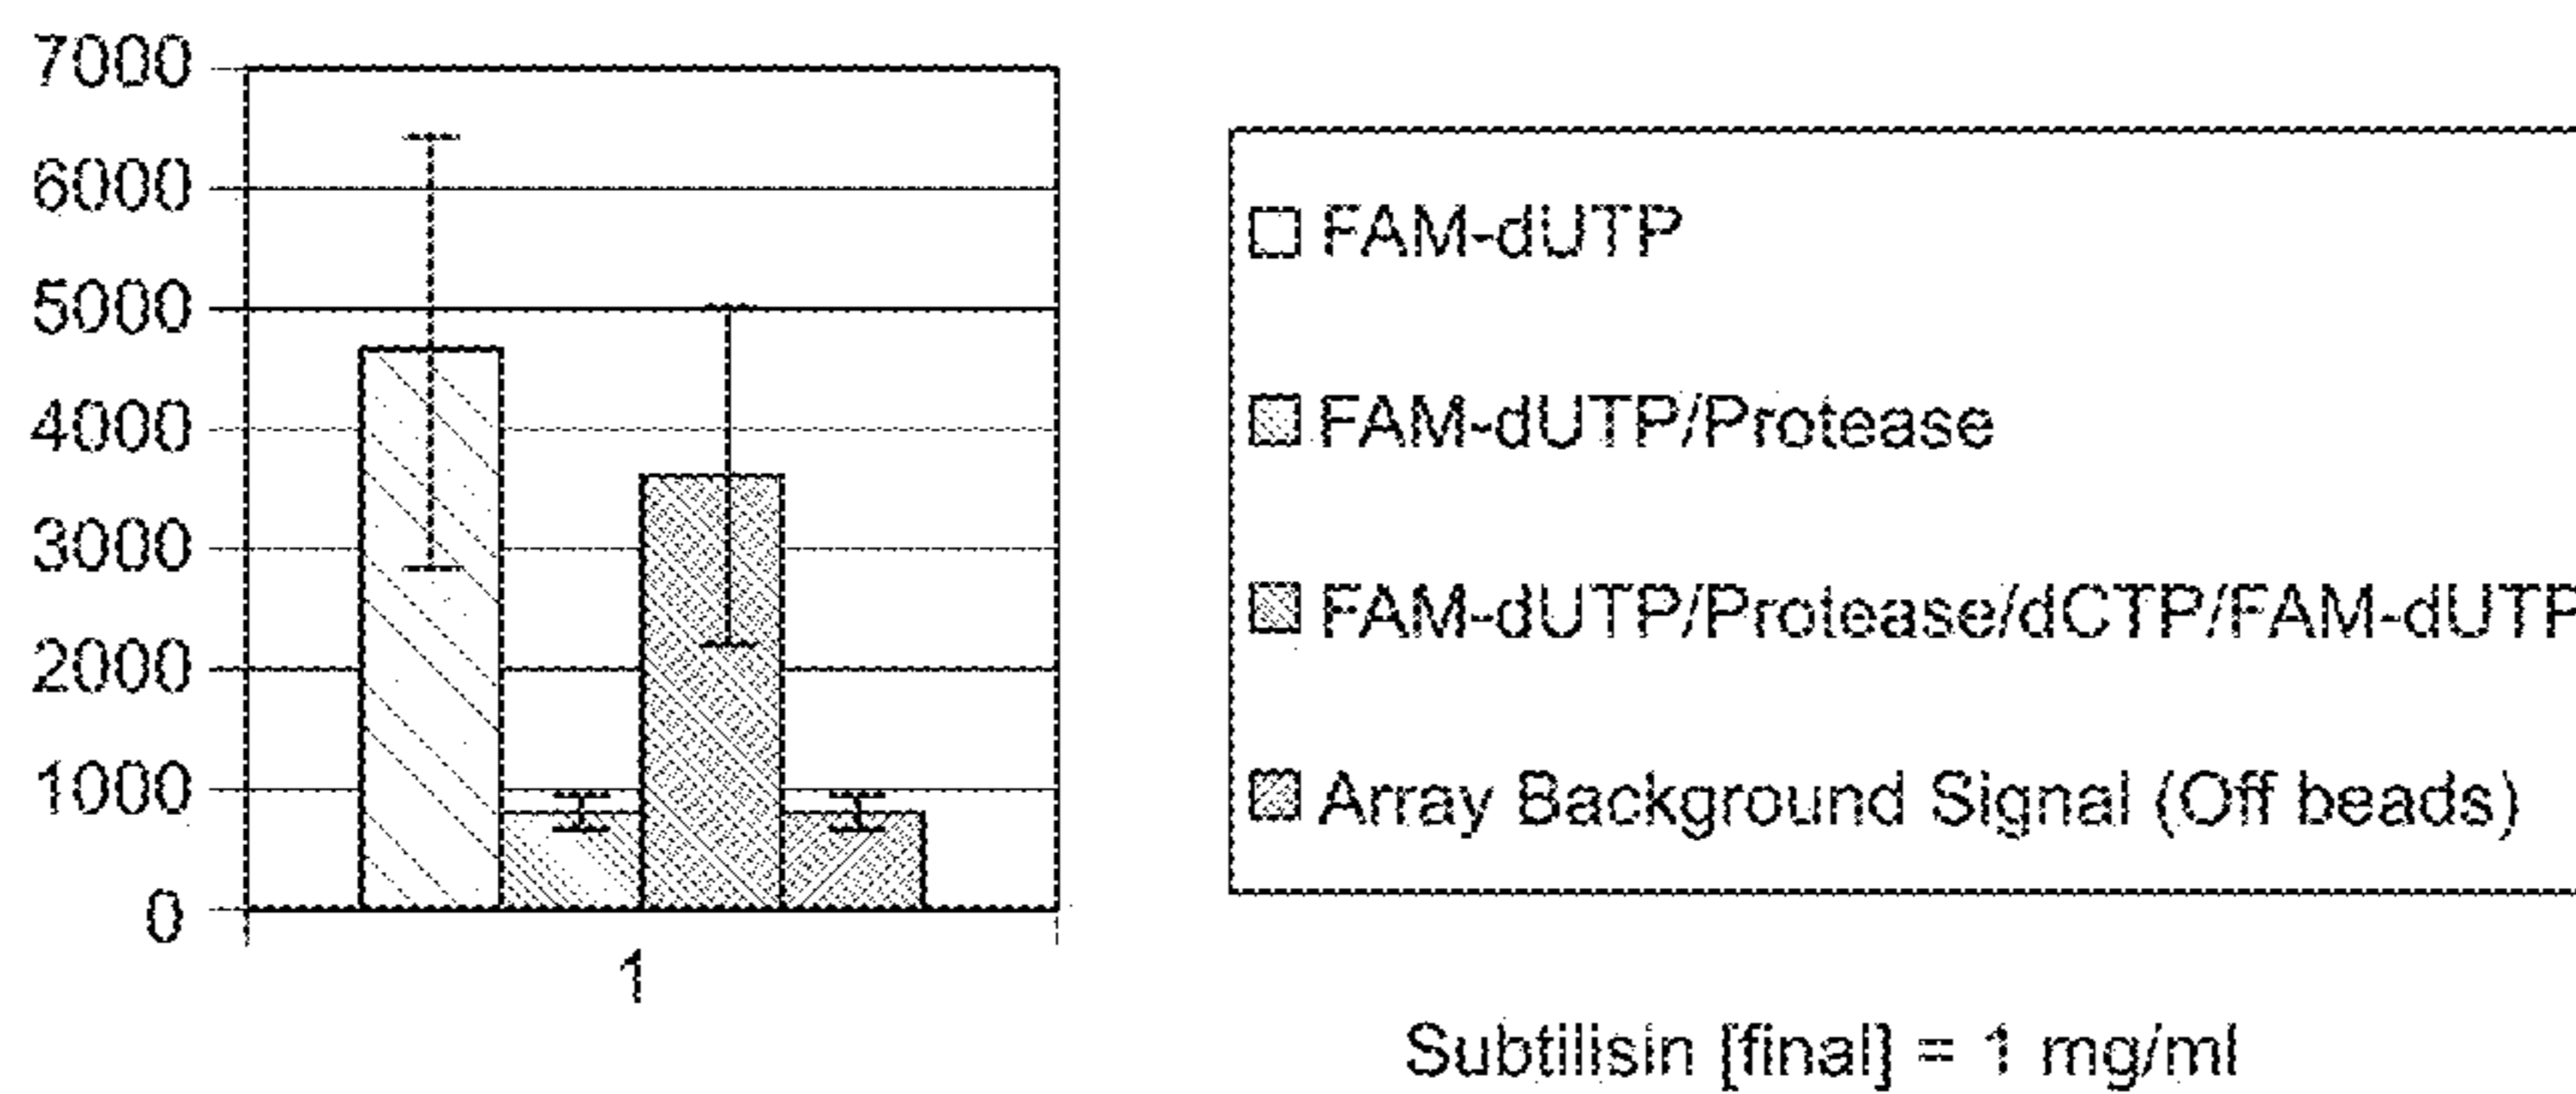 7000
6000
5000
4000
3000
2000
1000
0
1
FAM-dUTP
FAM-dUTP/Protease
FAM-dUTP/Protease/dCTP/FAM-dUTP
Array Background Signal (Off beads)
Subtilisin [final] = 1 mg/ml